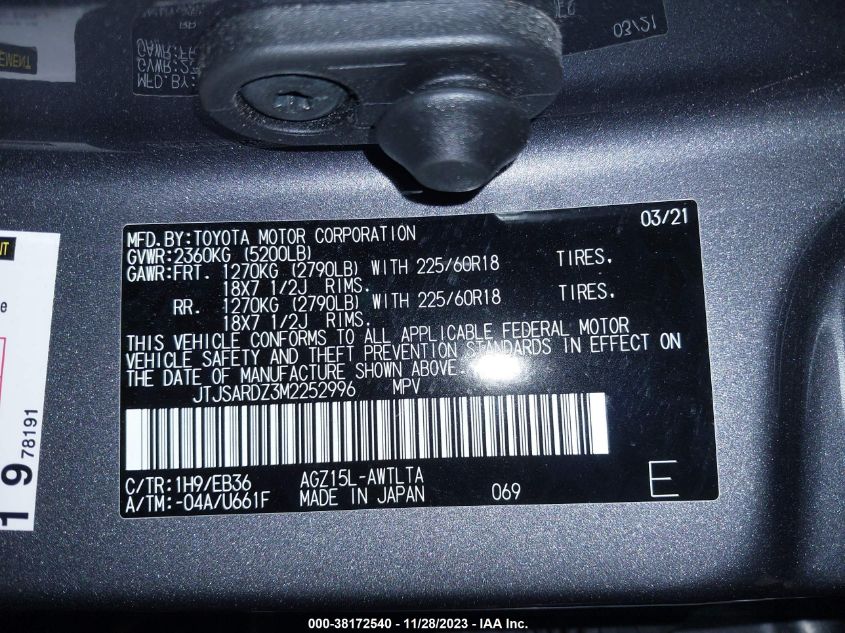 03/21
MFD.BY:TOYOTA MOTOR CORPORATION
GVWR:2360KG (5200LB)
GAWR:FRT. 1270KG (2790LB) WITH 225/60R18 TIRES,
18X7 1/2J RIMS.
RR. 1270KG (2790LB) WITH 225/60R18 TIRES,
18X7 1/2J RIMS.
THIS VEHICLE CONFORMS TO ALL APPLICABLE FEDERAL MOTOR
VEHICLE SAFETY AND THEFT PREVENTION STANDARDS IN EFFECT ON
THE DATE OF MANUFACTURE SHOWN ABOVE.
JTJSARDZ3M2252996 MPV
C/TR:1H9/EB36 AGZ15L-AWTLTA
A/TM:-04A/U661F MADE IN JAPAN 069 E
19 78191
000-38172540 - 11/28/2023 - IAA Inc.